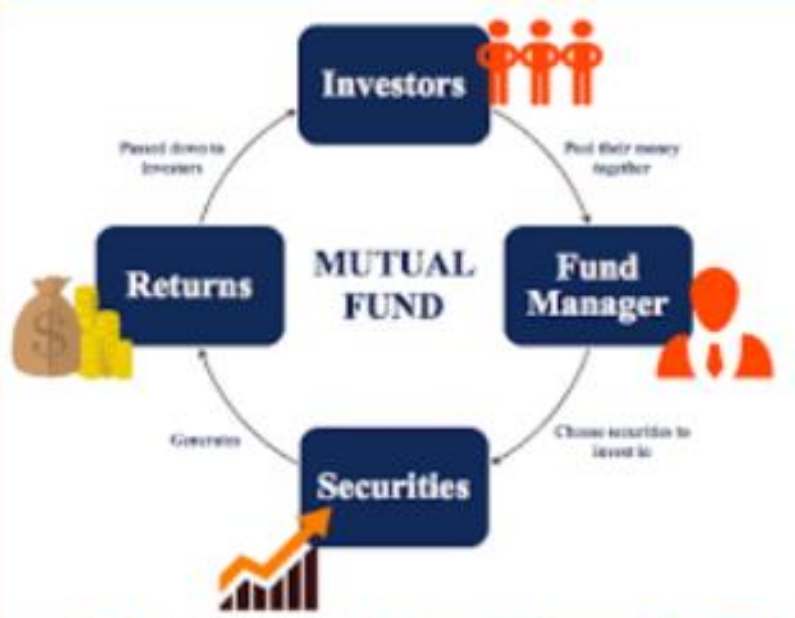 Investors
Passed down to
Investors
Pool their money
together
Returns
MUTUAL
FUND
Fund
Manager
$
Generates
Choose securities to
invest in
Securities